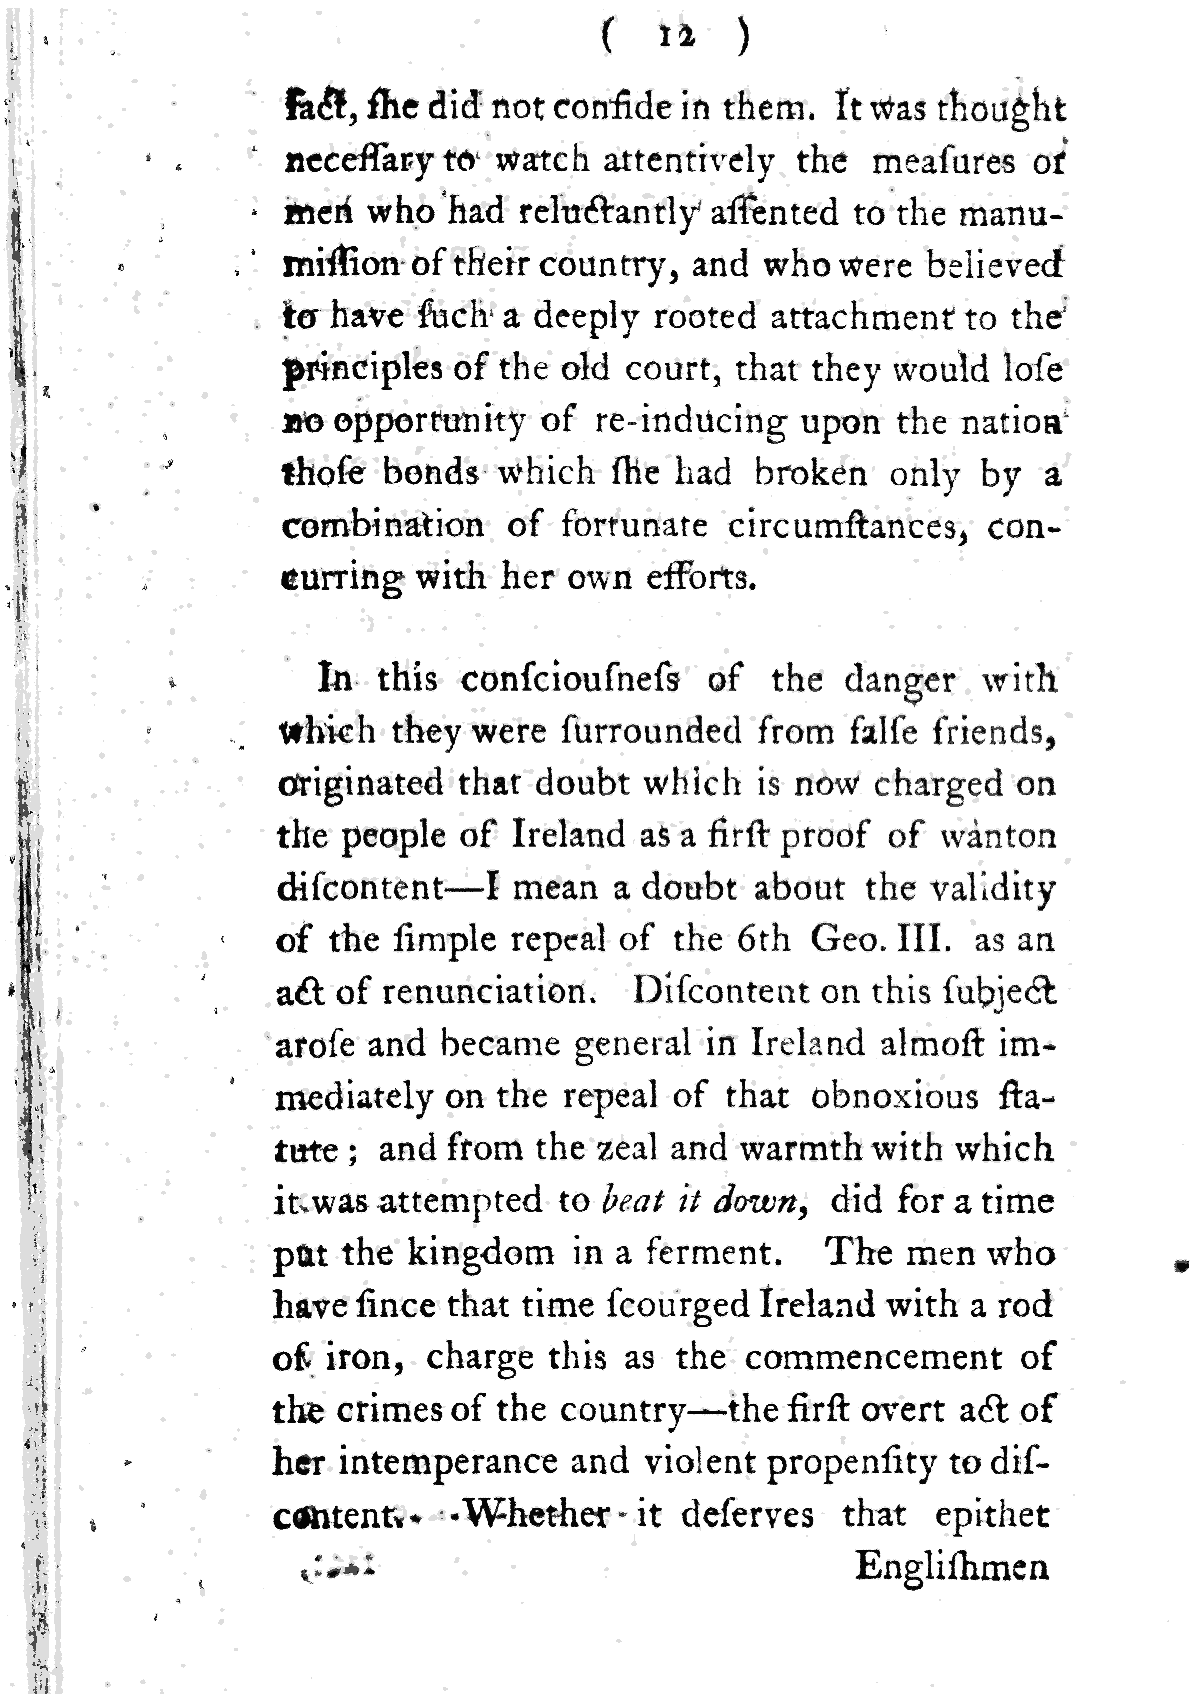 ( 12 )
fact, ſhe did not confide in them. It was thought
neceſſary to watch attentively the meaſures of
men who had reluctantly aſſented to the manu-
miſſion of their country, and who were believed
to have ſuch a deeply rooted attachment to the
principles of the old court, that they would loſe
no opportunity of re-inducing upon the nation
thoſe bonds which ſhe had broken only by a
combination of fortunate circumſtances, con-
curring with her own efforts.
In this conſciouſneſs of the danger with
which they were ſurrounded from falſe friends,
originated that doubt which is now charged on
the people of Ireland as a firſt proof of wanton
diſcontent—I mean a doubt about the validity
of the ſimple repeal of the 6th Geo. III. as an
act of renunciation. Diſcontent on this ſubject
aroſe and became general in Ireland almoſt im-
mediately on the repeal of that obnoxious ſta-
tute ; and from the zeal and warmth with which
it was attempted to beat it down, did for a time
put the kingdom in a ferment. The men who
have ſince that time ſcourged Ireland with a rod
of iron, charge this as the commencement of
the crimes of the country—the firſt overt act of
her intemperance and violent propenſity to diſ-
content. Whether it deſerves that epithet
Engliſhmen